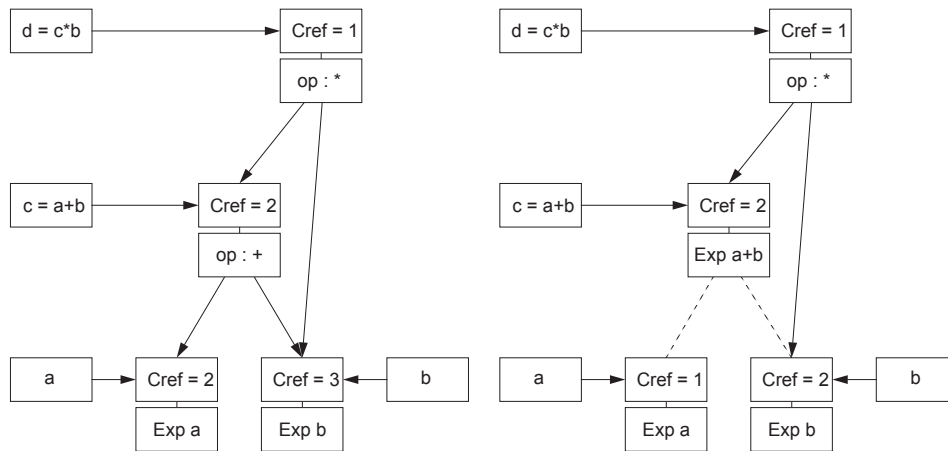 d = c*b
Cref = 1
op : *
c = a+b
Cref = 2
op : +
a
Cref = 2
Cref = 3
b
Exp a
Exp b
d = c*b
Cref = 1
op : *
c = a+b
Cref = 2
Exp a+b
a
Cref = 1
Cref = 2
b
Exp a
Exp b